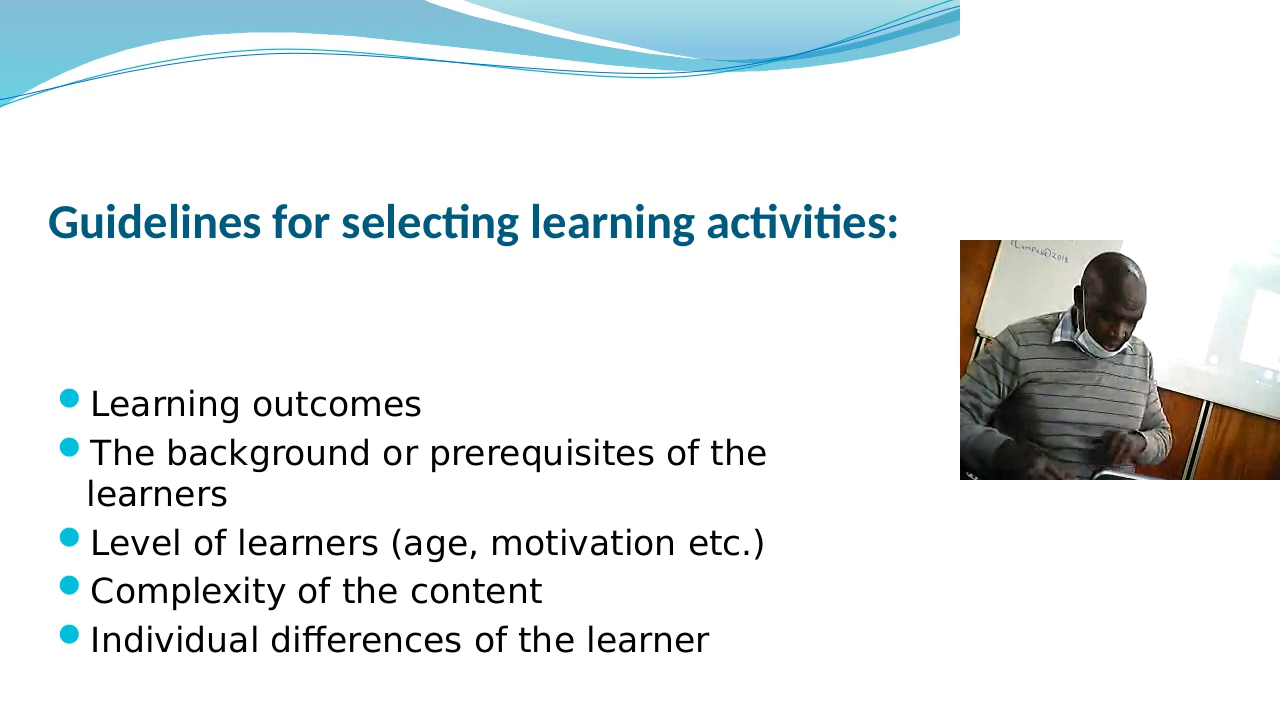 Guidelines for selecting learning activities:
Learning outcomes
The background or prerequisites of the
learners
Level of learners (age, motivation etc.)
Complexity of the content
Individual differences of the learner